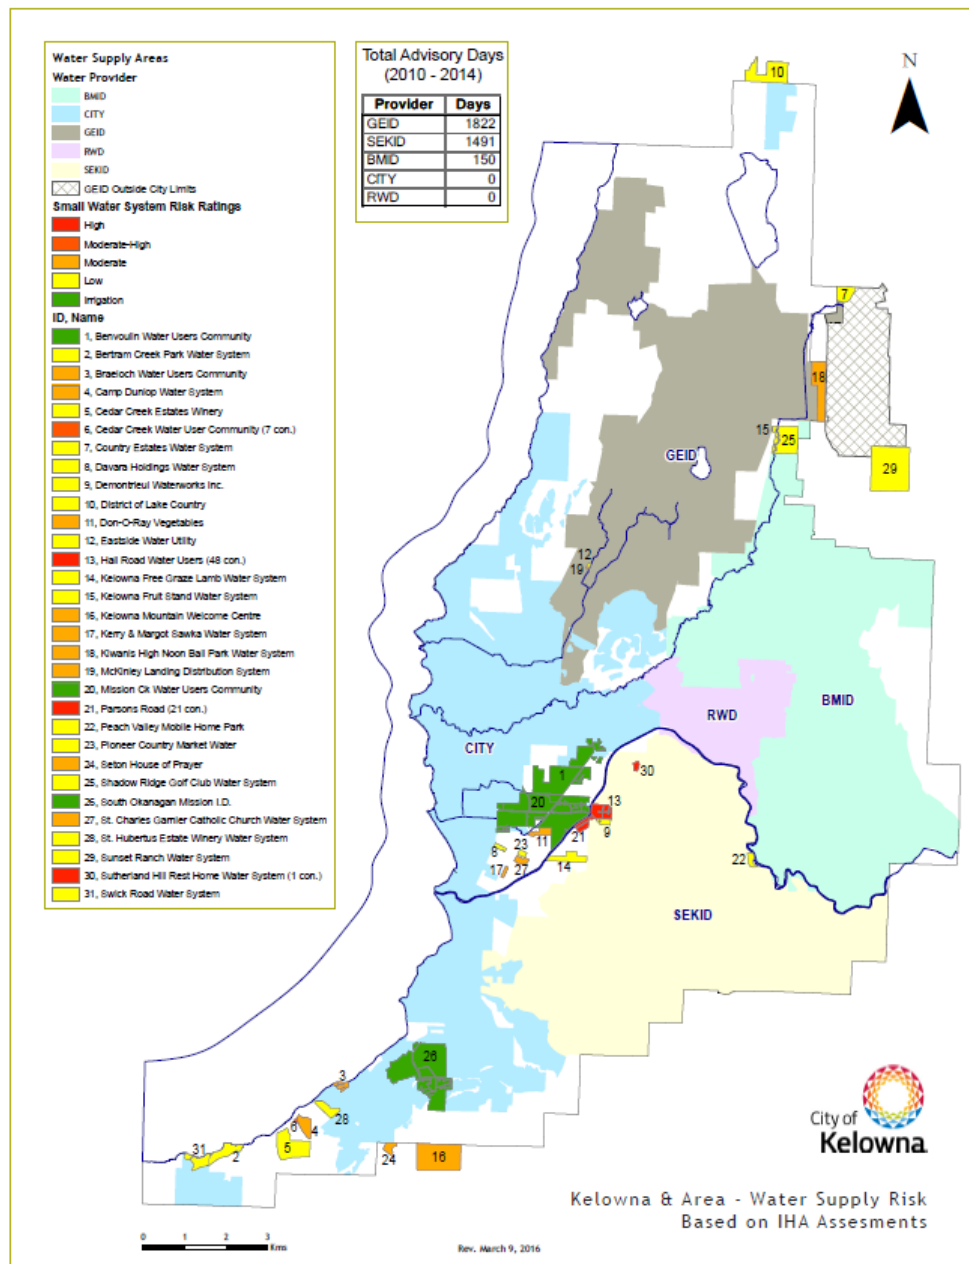 Water Supply Areas
Water Provider
BMID
CITY
GEID
RWD
SEKID
GEID Outside City Limits
Small Water System Risk Ratings
High
Moderate-High
Moderate
Low
Irrigation
ID, Name
1, Benvoulin Water Users Community
2, Bertram Creek Park Water System
3, Braeloch Water Users Community
4, Camp Dunlop Water System
5, Cedar Creek Estates Winery
6, Cedar Creek Water User Community (7 con.)
7, Country Estates Water System
8, Davara Holdings Water System
9, Demontrieul Waterworks Inc.
10, District of Lake Country
11, Don-O-Ray Vegetables
12, Eastside Water Utility
13, Hall Road Water Users (48 con.)
14, Kelowna Free Graze Lamb Water System
15, Kelowna Fruit Stand Water System
16, Kelowna Mountain Welcome Centre
17, Kerry & Margot Sawka Water System
18, Kiwanis High Noon Ball Park Water System
19, McKinley Landing Distribution System
20, Mission Ck Water Users Community
21, Parsons Road (21 con.)
22, Peach Valley Mobile Home Park
23, Pioneer Country Market Water
24, Seton House of Prayer
25, Shadow Ridge Golf Club Water System
26, South Okanagan Mission I.D.
27, St. Charles Garnier Catholic Church Water System
28, St. Hubertus Estate Winery Water System
29, Sunset Ranch Water System
30, Sutherland Hill Rest Home Water System (1 con.)
31, Swick Road Water System
Total Advisory Days
(2010 - 2014)
Provider Days
GEID 1822
SEKID 1491
BMID 150
CITY 0
RWD 0
N
10
7
18
15
25
29
GEID
12
19
BMID
RWD
CITY
30
1
20
13
11
21
9
8
23
14
17
27
22
SEKID
26
3
28
6
4
5
31
2
24
16
City of
Kelowna
Kelowna & Area - Water Supply Risk
Based on IHA Assesments
0 1 2 3
Kms
Rev. March 9, 2016